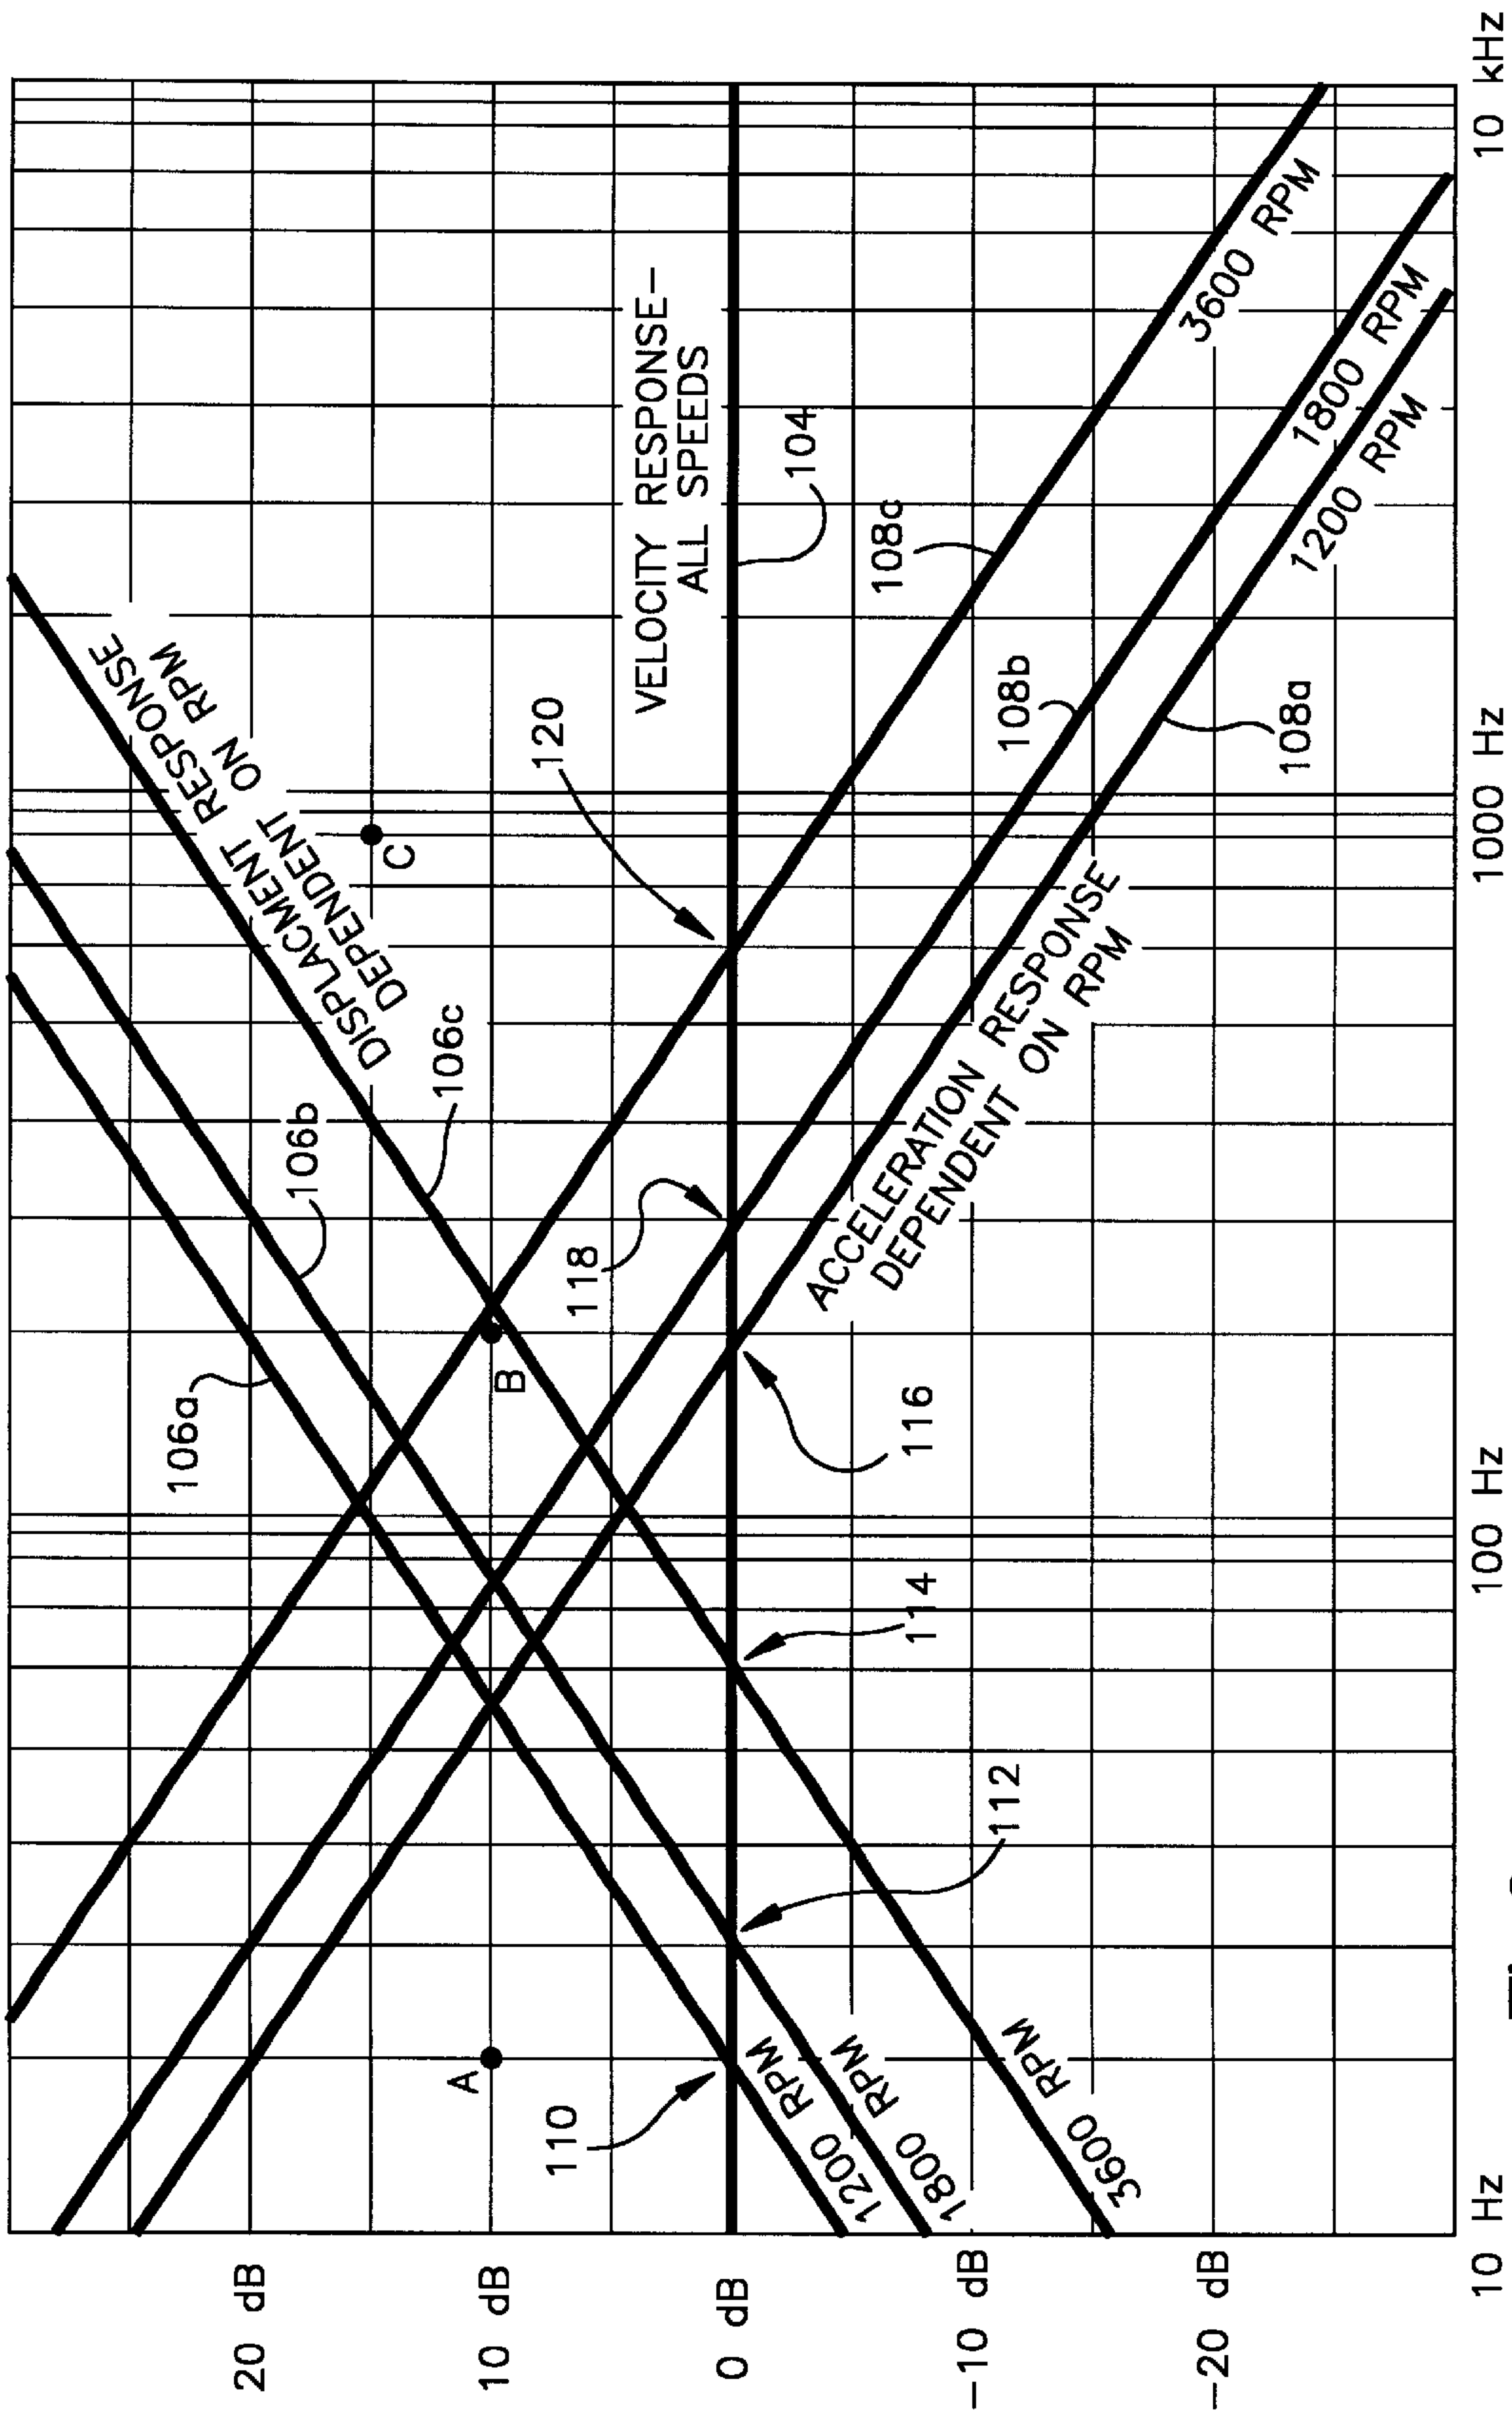 DISPLACMENT RESPONSE
DEPENDENT ON RPM
106a
106b
106c
20 dB
C
10 dB
A
B
110
118
120
VELOCITY RESPONSE–
ALL SPEEDS
0 dB
104
1200 RPM
1800 RPM
3600 RPM
112
114
116
ACCELERATION RESPONSE
DEPENDENT ON RPM
108c
108b
108a
3600 RPM
1800 RPM
1200 RPM
-10 dB
-20 dB
10 Hz
100 Hz
1000 Hz
10 kHz